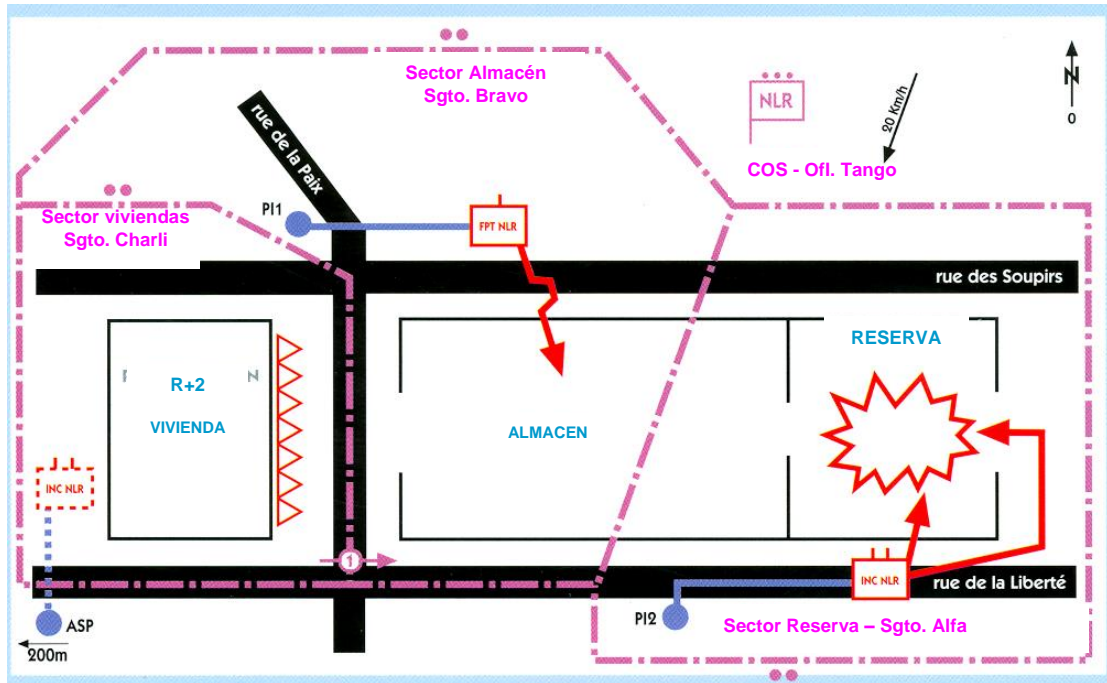 Sector Almacén
Sgto. Bravo
NLR
N
0
20 Km/h
COS - Ofl. Tango
rue de la Paix
Sector viviendas
Sgto. Charli
PI1
FPT NLR
rue des Soupirs
RESERVA
R+2
N
VIVIENDA
ALMACEN
INC NLR
1
INC NLR
rue de la Liberté
ASP
200m
PI2
Sector Reserva – Sgto. Alfa